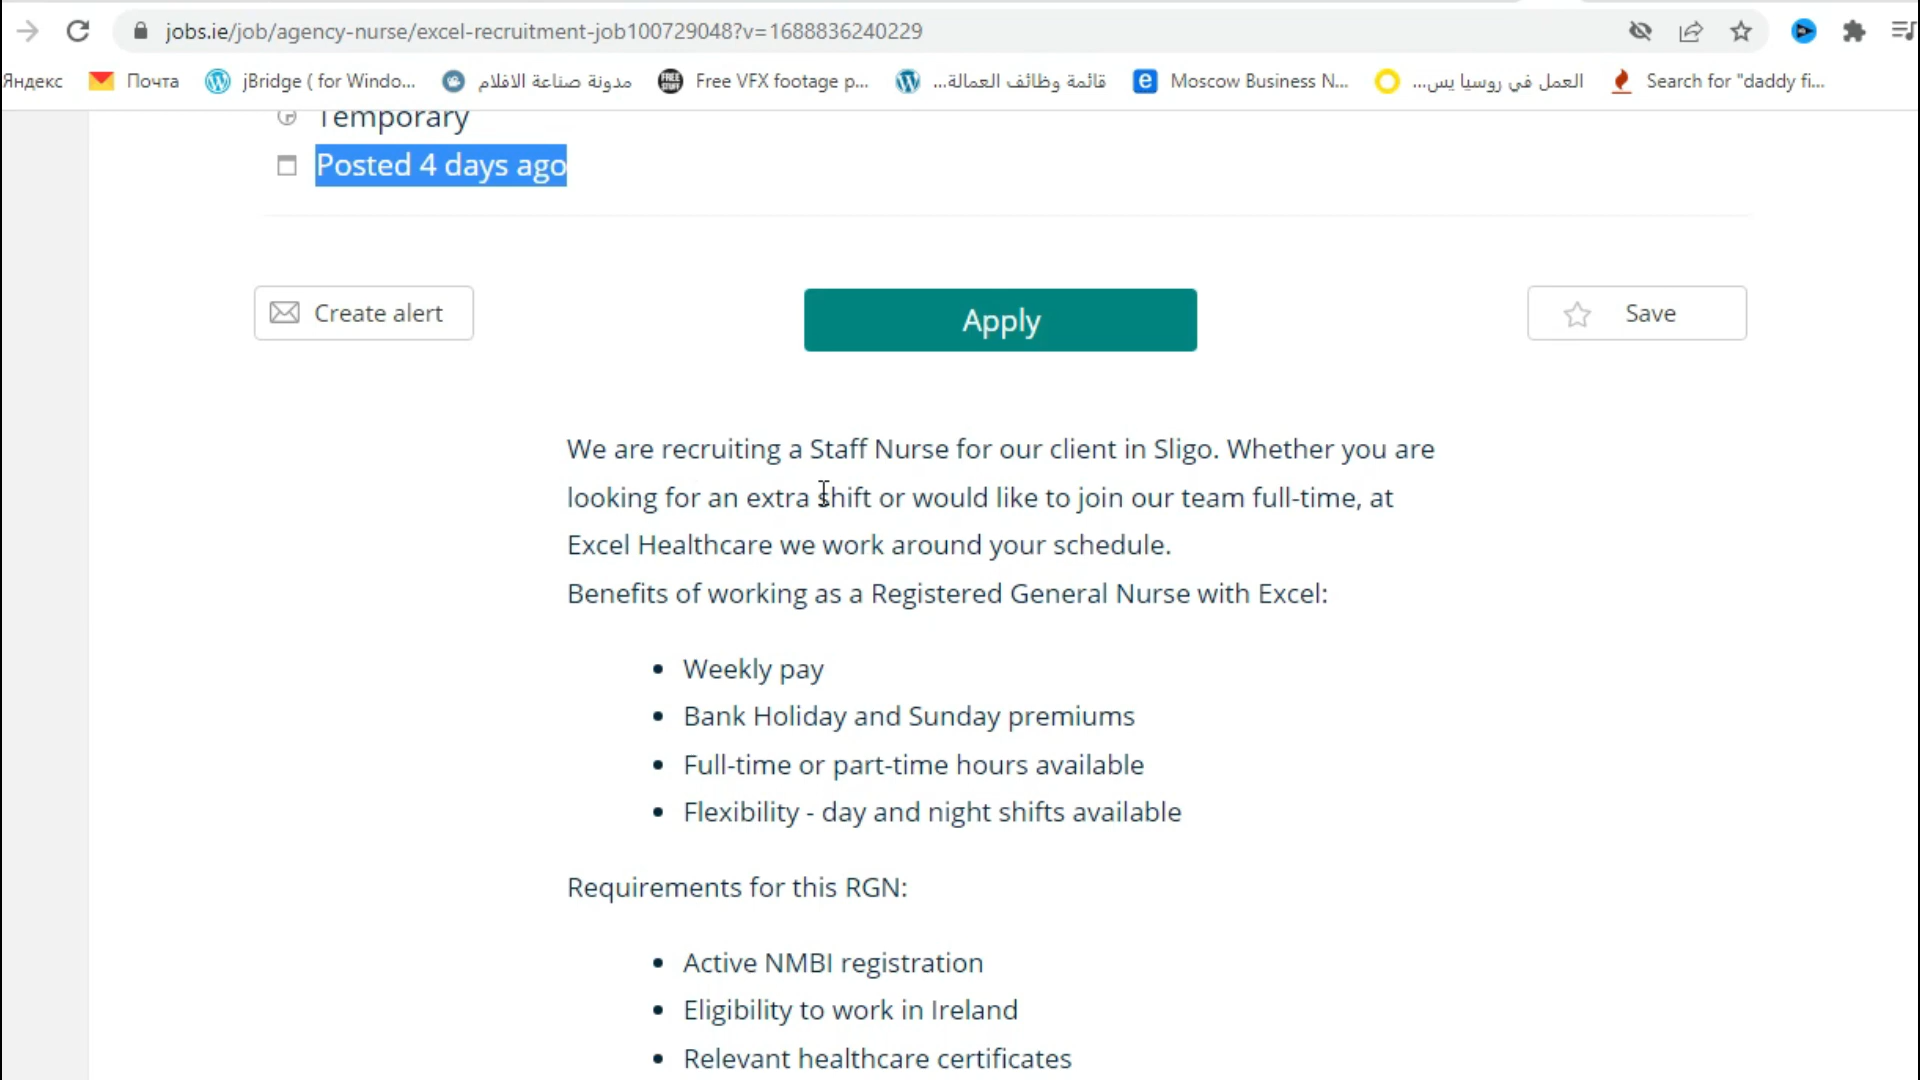 jobs.ie/job/agency-nurse/excel-recruitment-job100729048?v=1688836240229
Яндекс Почта jBridge ( for Windo... مدونة صناعة الافلام Free VFX footage p... قائمة وظائف العمالة... Moscow Business N... العمل في روسيا يس... Search for "daddy fi...
Temporary
Posted 4 days ago
Create alert
Apply
Save
We are recruiting a Staff Nurse for our client in Sligo. Whether you are
looking for an extra shift or would like to join our team full-time, at
Excel Healthcare we work around your schedule.
Benefits of working as a Registered General Nurse with Excel:
• Weekly pay
• Bank Holiday and Sunday premiums
• Full-time or part-time hours available
• Flexibility - day and night shifts available
Requirements for this RGN:
• Active NMBI registration
• Eligibility to work in Ireland
• Relevant healthcare certificates